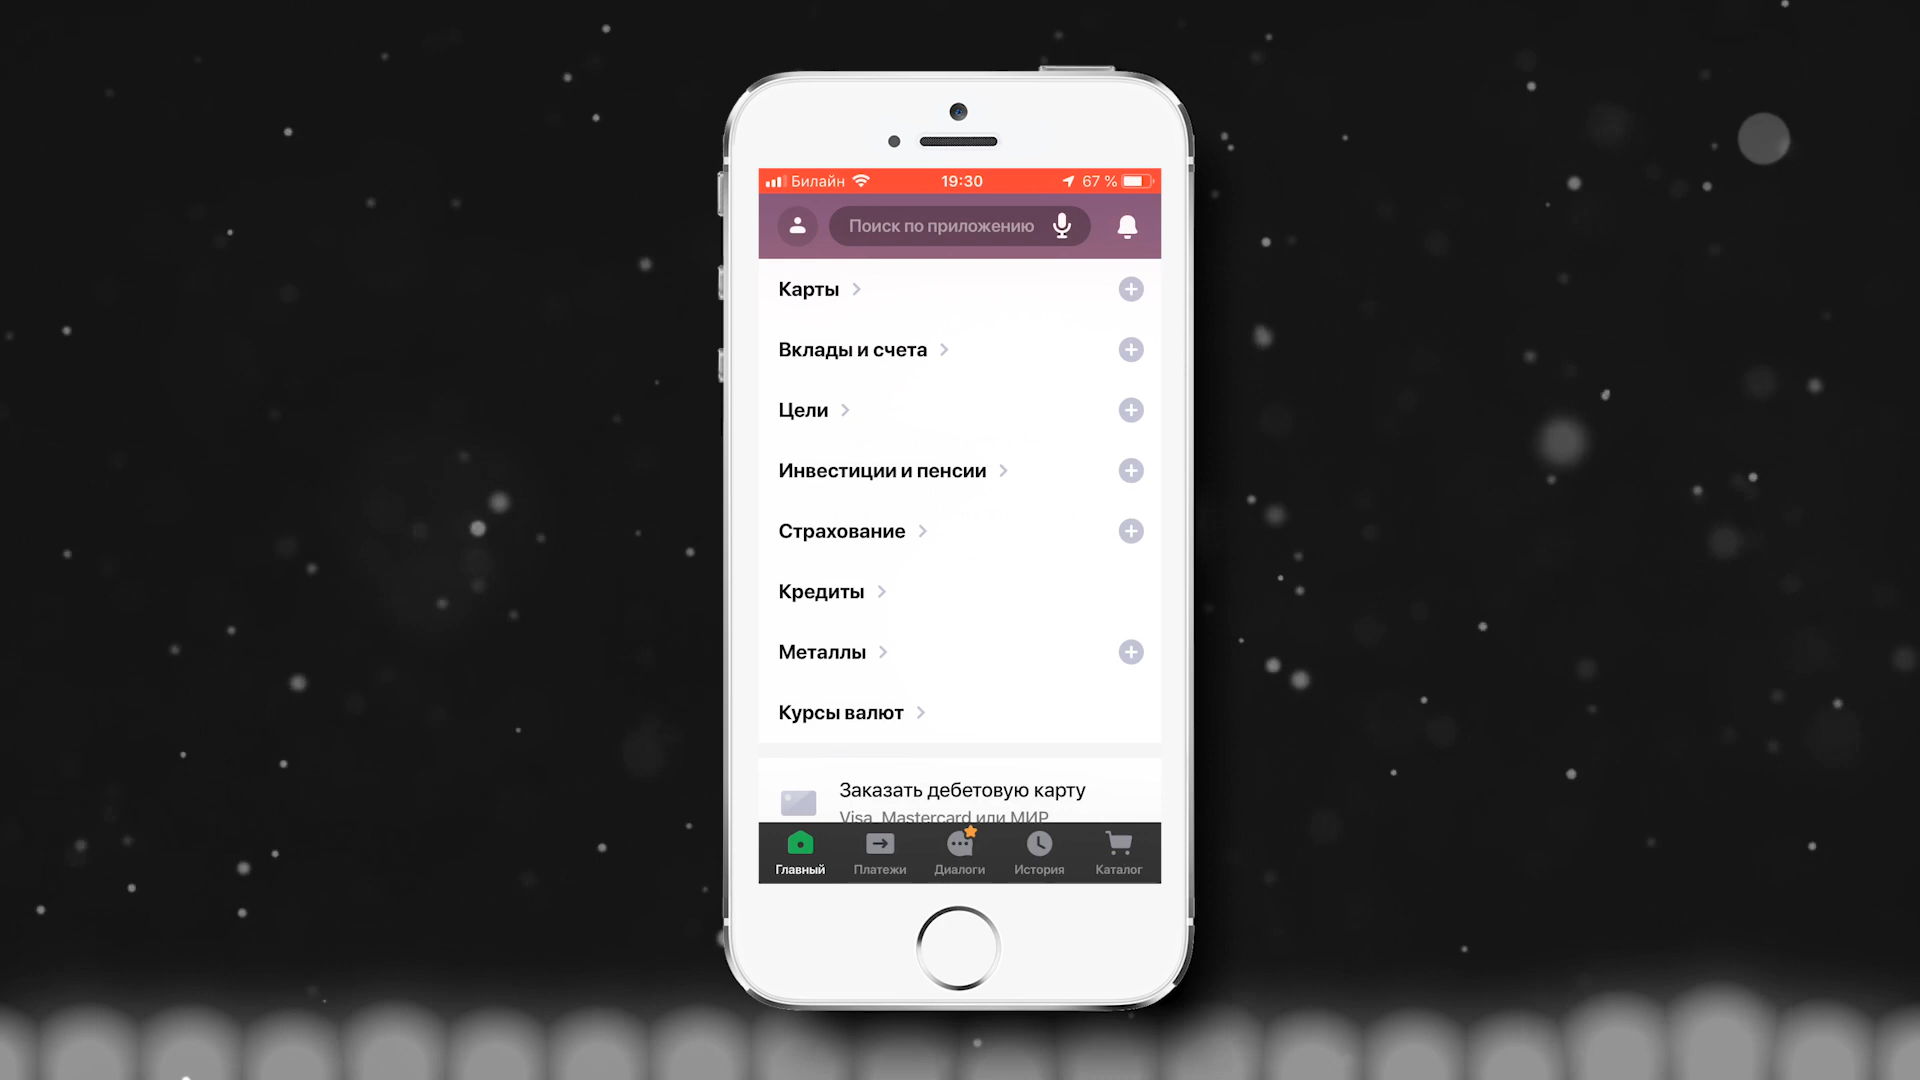 Билайн 19:30 67 %
Поиск по приложению
Карты
Вклады и счета
Цели
Инвестиции и пенсии
Страхование
Кредиты
Металлы
Курсы валют
Заказать дебетовую карту
Visa, Mastercard или МИР
Главный Платежи Диалоги История Каталог